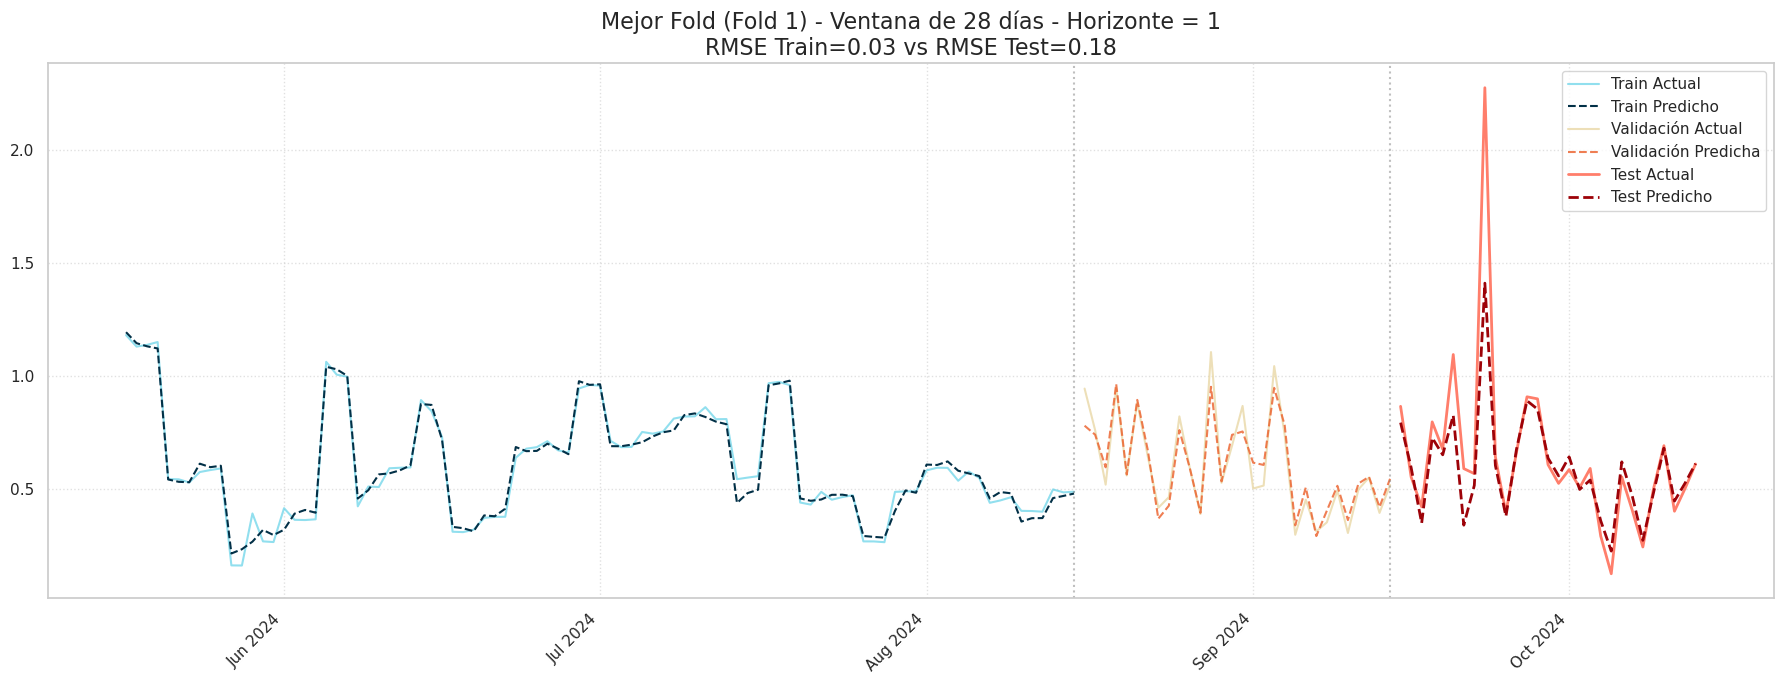 Mejor Fold (Fold 1) - Ventana de 28 días - Horizonte = 1
RMSE Train=0.03 vs RMSE Test=0.18
Train Actual
Train Predicho
Validación Actual
Validación Predicha
Test Actual
Test Predicho
2.0
1.5
1.0
0.5
Jun 2024
Jul 2024
Aug 2024
Sep 2024
Oct 2024